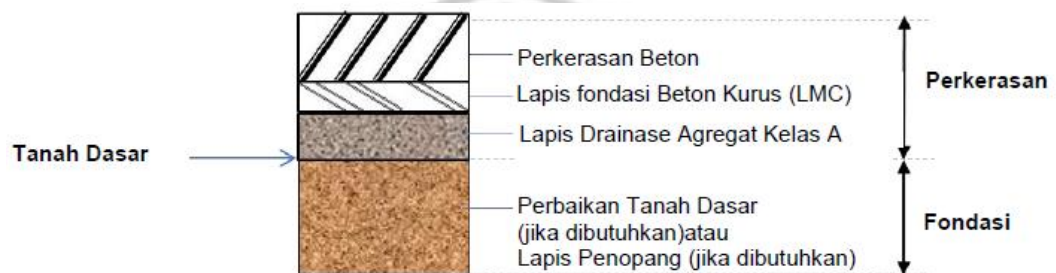 Perkerasan Beton
Lapis fondasi Beton Kurus (LMC)
Lapis Drainase Agregat Kelas A
Perkerasan
Tanah Dasar
Perbaikan Tanah Dasar
(jika dibutuhkan)atau
Lapis Penopang (jika dibutuhkan)
Fondasi